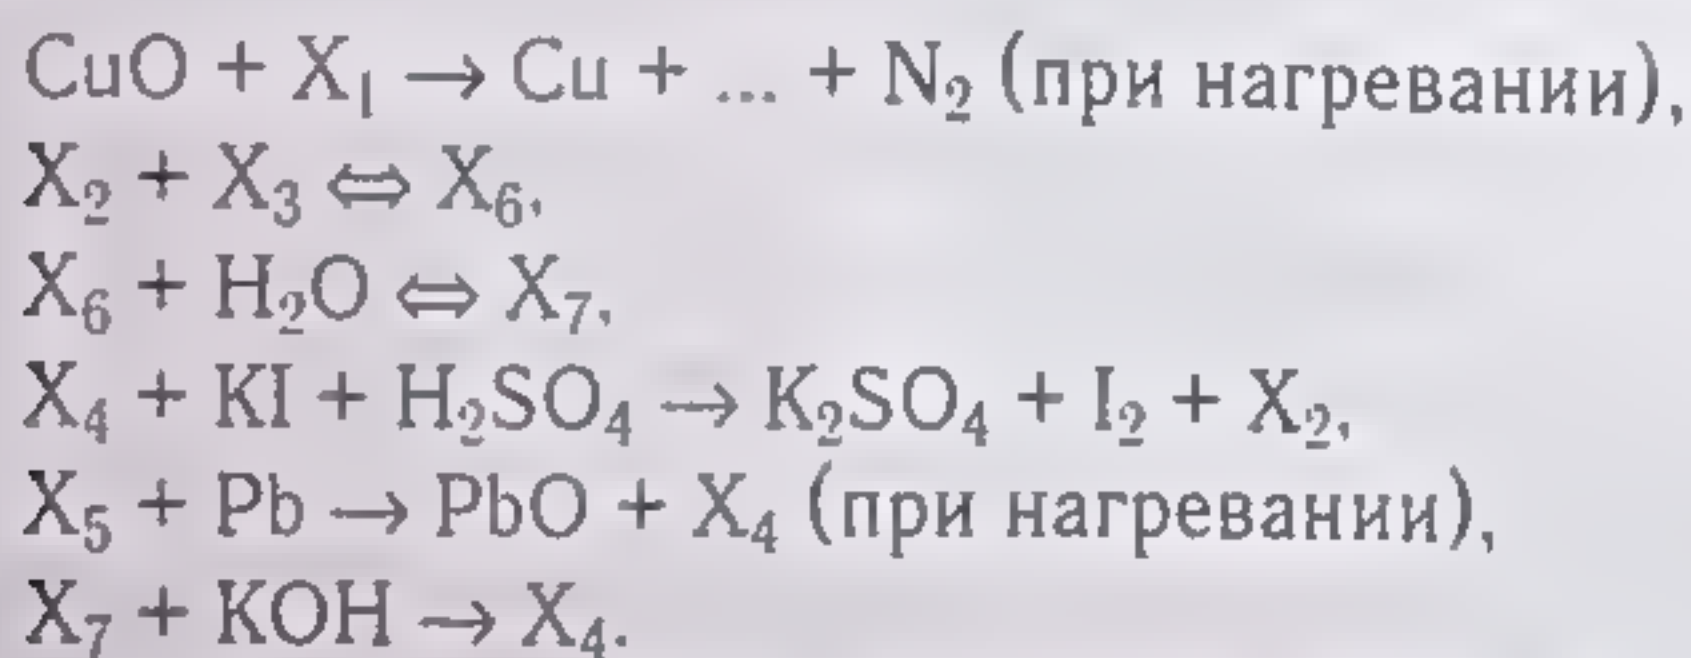 CuO + X₁ → Cu + ... + N₂ (при нагревании),
X₂ + X₃ ⇔ X₆,
X₆ + H₂O ⇔ X₇,
X₄ + KI + H₂SO₄ → K₂SO₄ + I₂ + X₂,
X₅ + Pb → PbO + X₄ (при нагревании),
X₇ + KOH → X₄.